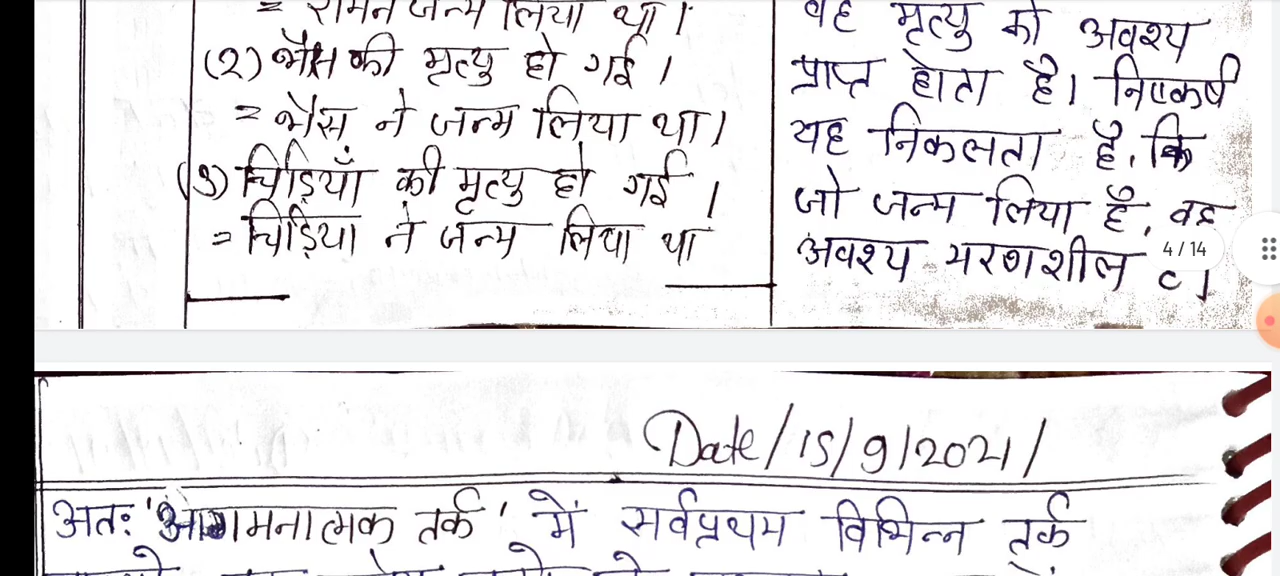 = रामने जन्म लिया था।
(२) भैस की मृत्यु हो गई।
= भैस ने जन्म लिया था।
(3) चिड़ियाँ की मृत्यु हो गई।
= चिड़िया ने जन्म लिया था
वह मृत्यु को अवश्य
प्राप्त होता है। निष्कर्ष
यह निकलता है, कि
जो जन्म लिया है, वह
अवश्य मरणशील
4/14
Date/15/9/2021/
अतः 'आगमनात्मक तर्क' में सर्वप्रथम विभिन्न तर्क